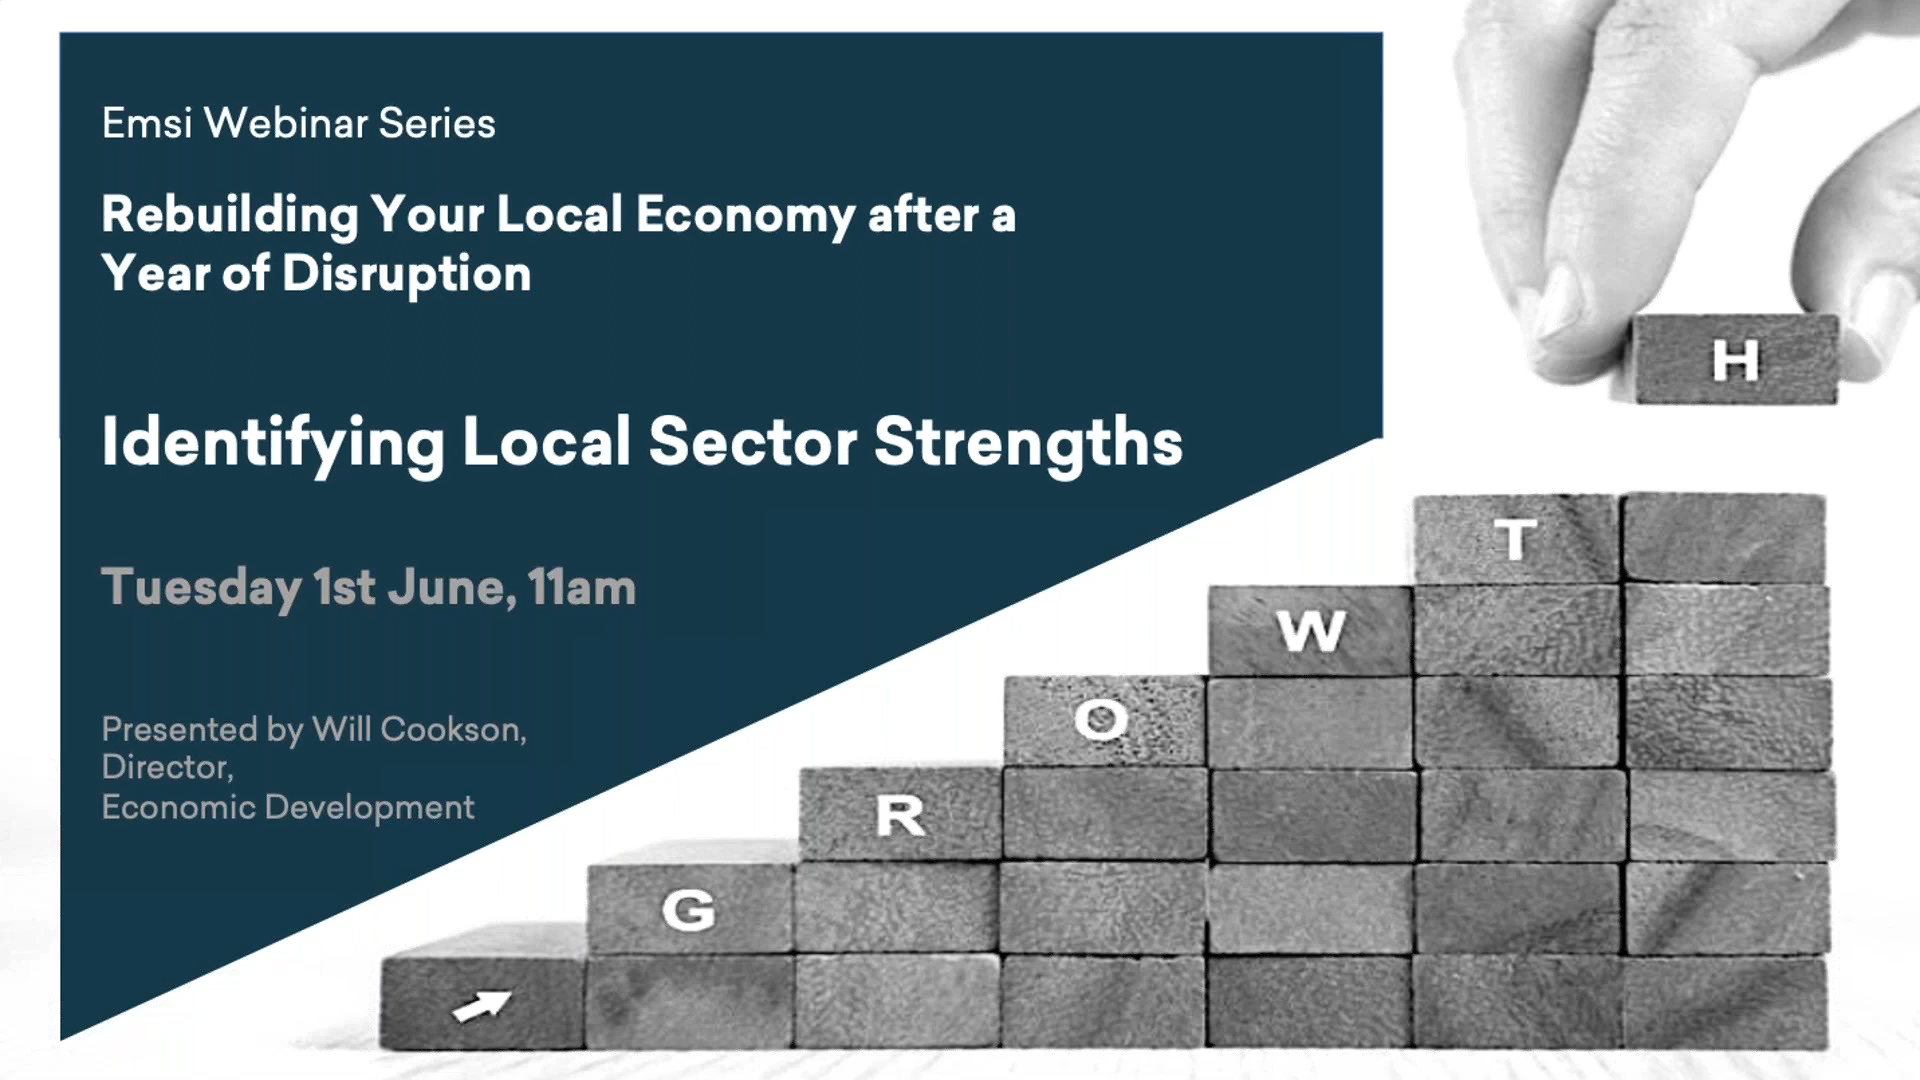 Emsi Webinar Series
Rebuilding Your Local Economy after a
Year of Disruption
Identifying Local Sector Strengths
Tuesday 1st June, 11am
Presented by Will Cookson,
Director,
Economic Development
G
R
O
W
T
H